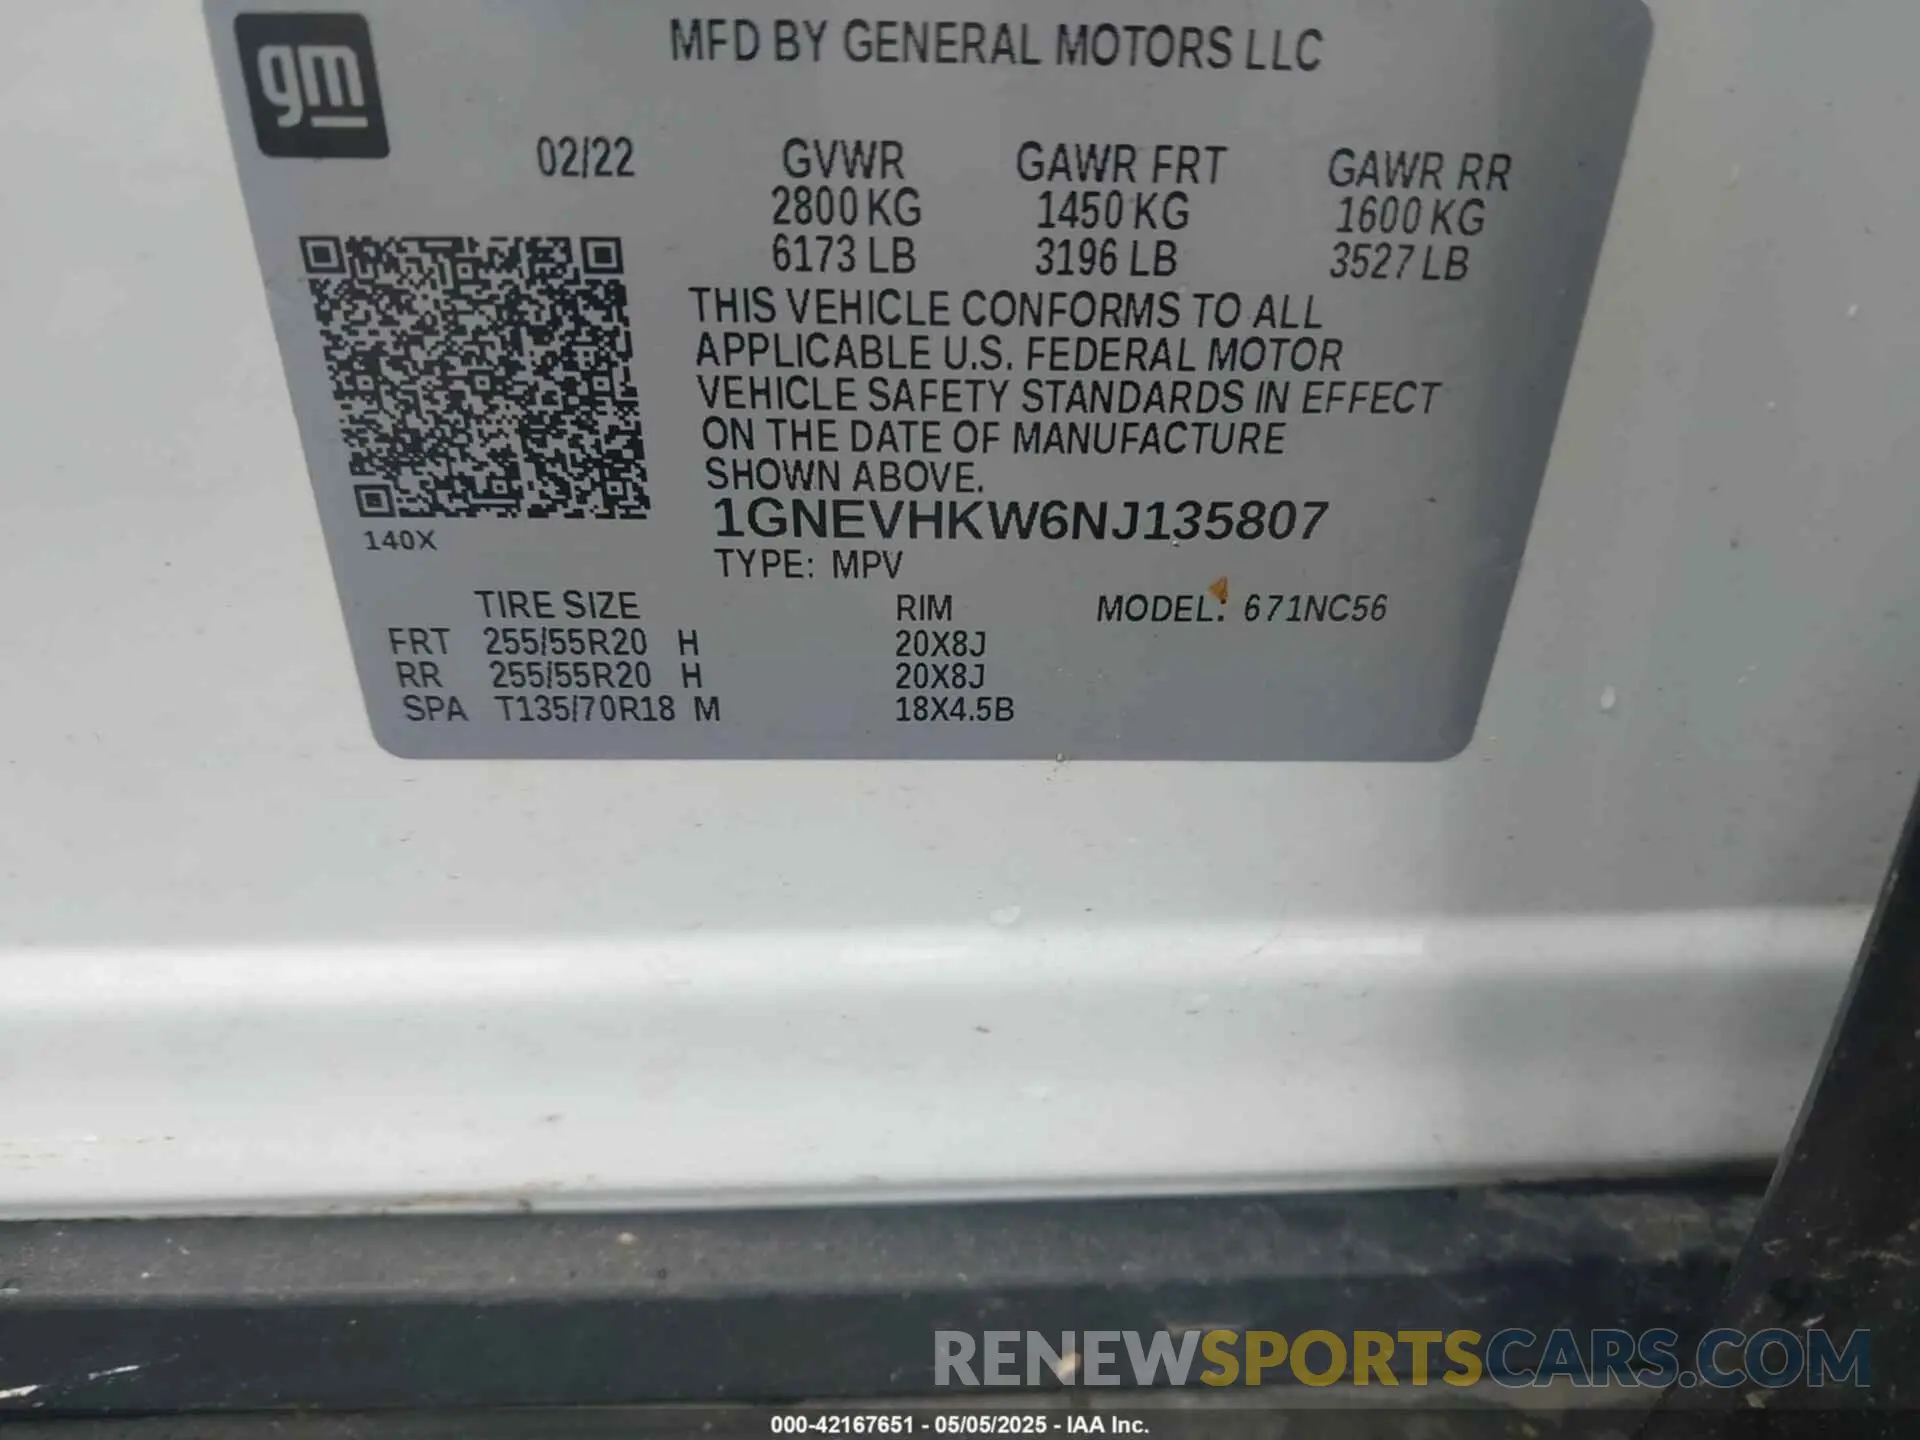 gm
MFD BY GENERAL MOTORS LLC
02/22 GVWR GAWR FRT GAWR RR
2800 KG 1450 KG 1600 KG
6173 LB 3196 LB 3527 LB
THIS VEHICLE CONFORMS TO ALL
APPLICABLE U.S. FEDERAL MOTOR
VEHICLE SAFETY STANDARDS IN EFFECT
ON THE DATE OF MANUFACTURE
SHOWN ABOVE.
1GNEVHKW6NJ135807
140X
TYPE: MPV
TIRE SIZE RIM MODEL: 671NC56
FRT 255/55R20 H 20X8J
RR 255/55R20 H 20X8J
SPA T135/70R18 M 18X4.5B
RENEWSPORTSCARS.COM
000-42167651 - 05/05/2025 - IAA Inc.